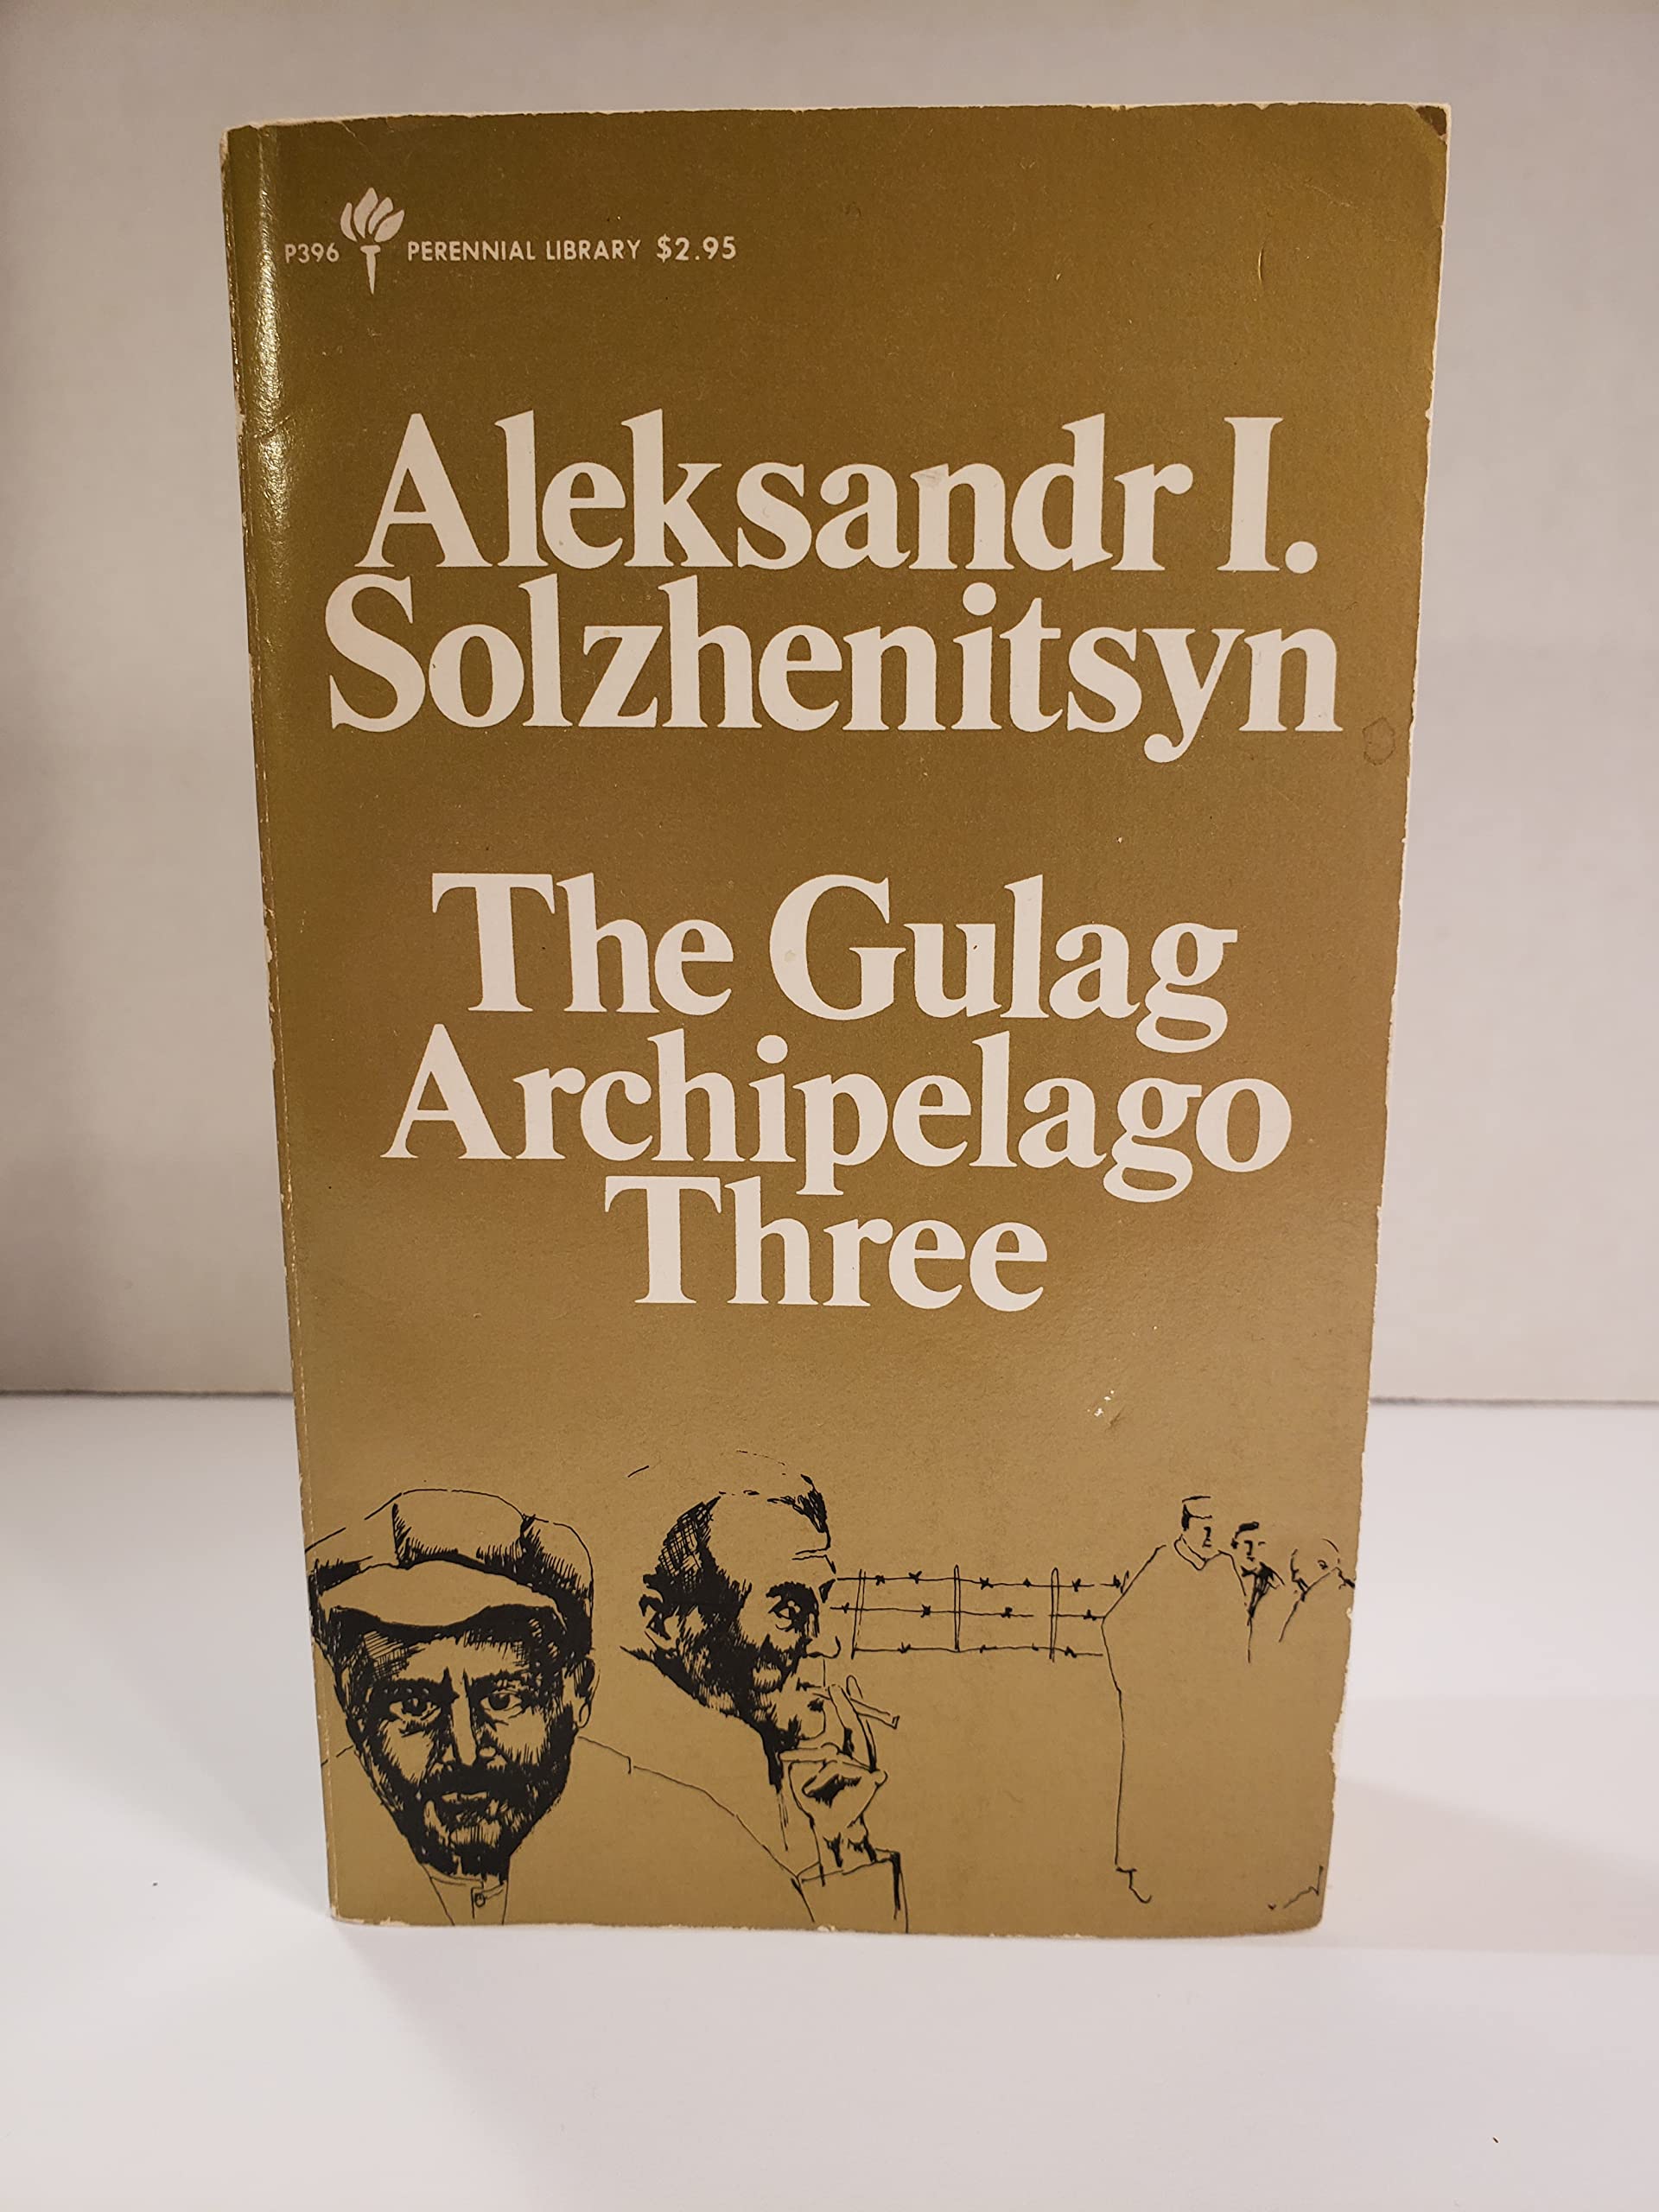 P396 PERENNIAL LIBRARY $2.95
Aleksandr I.
Solzhenitsyn
The Gulag
Archipelago
Three